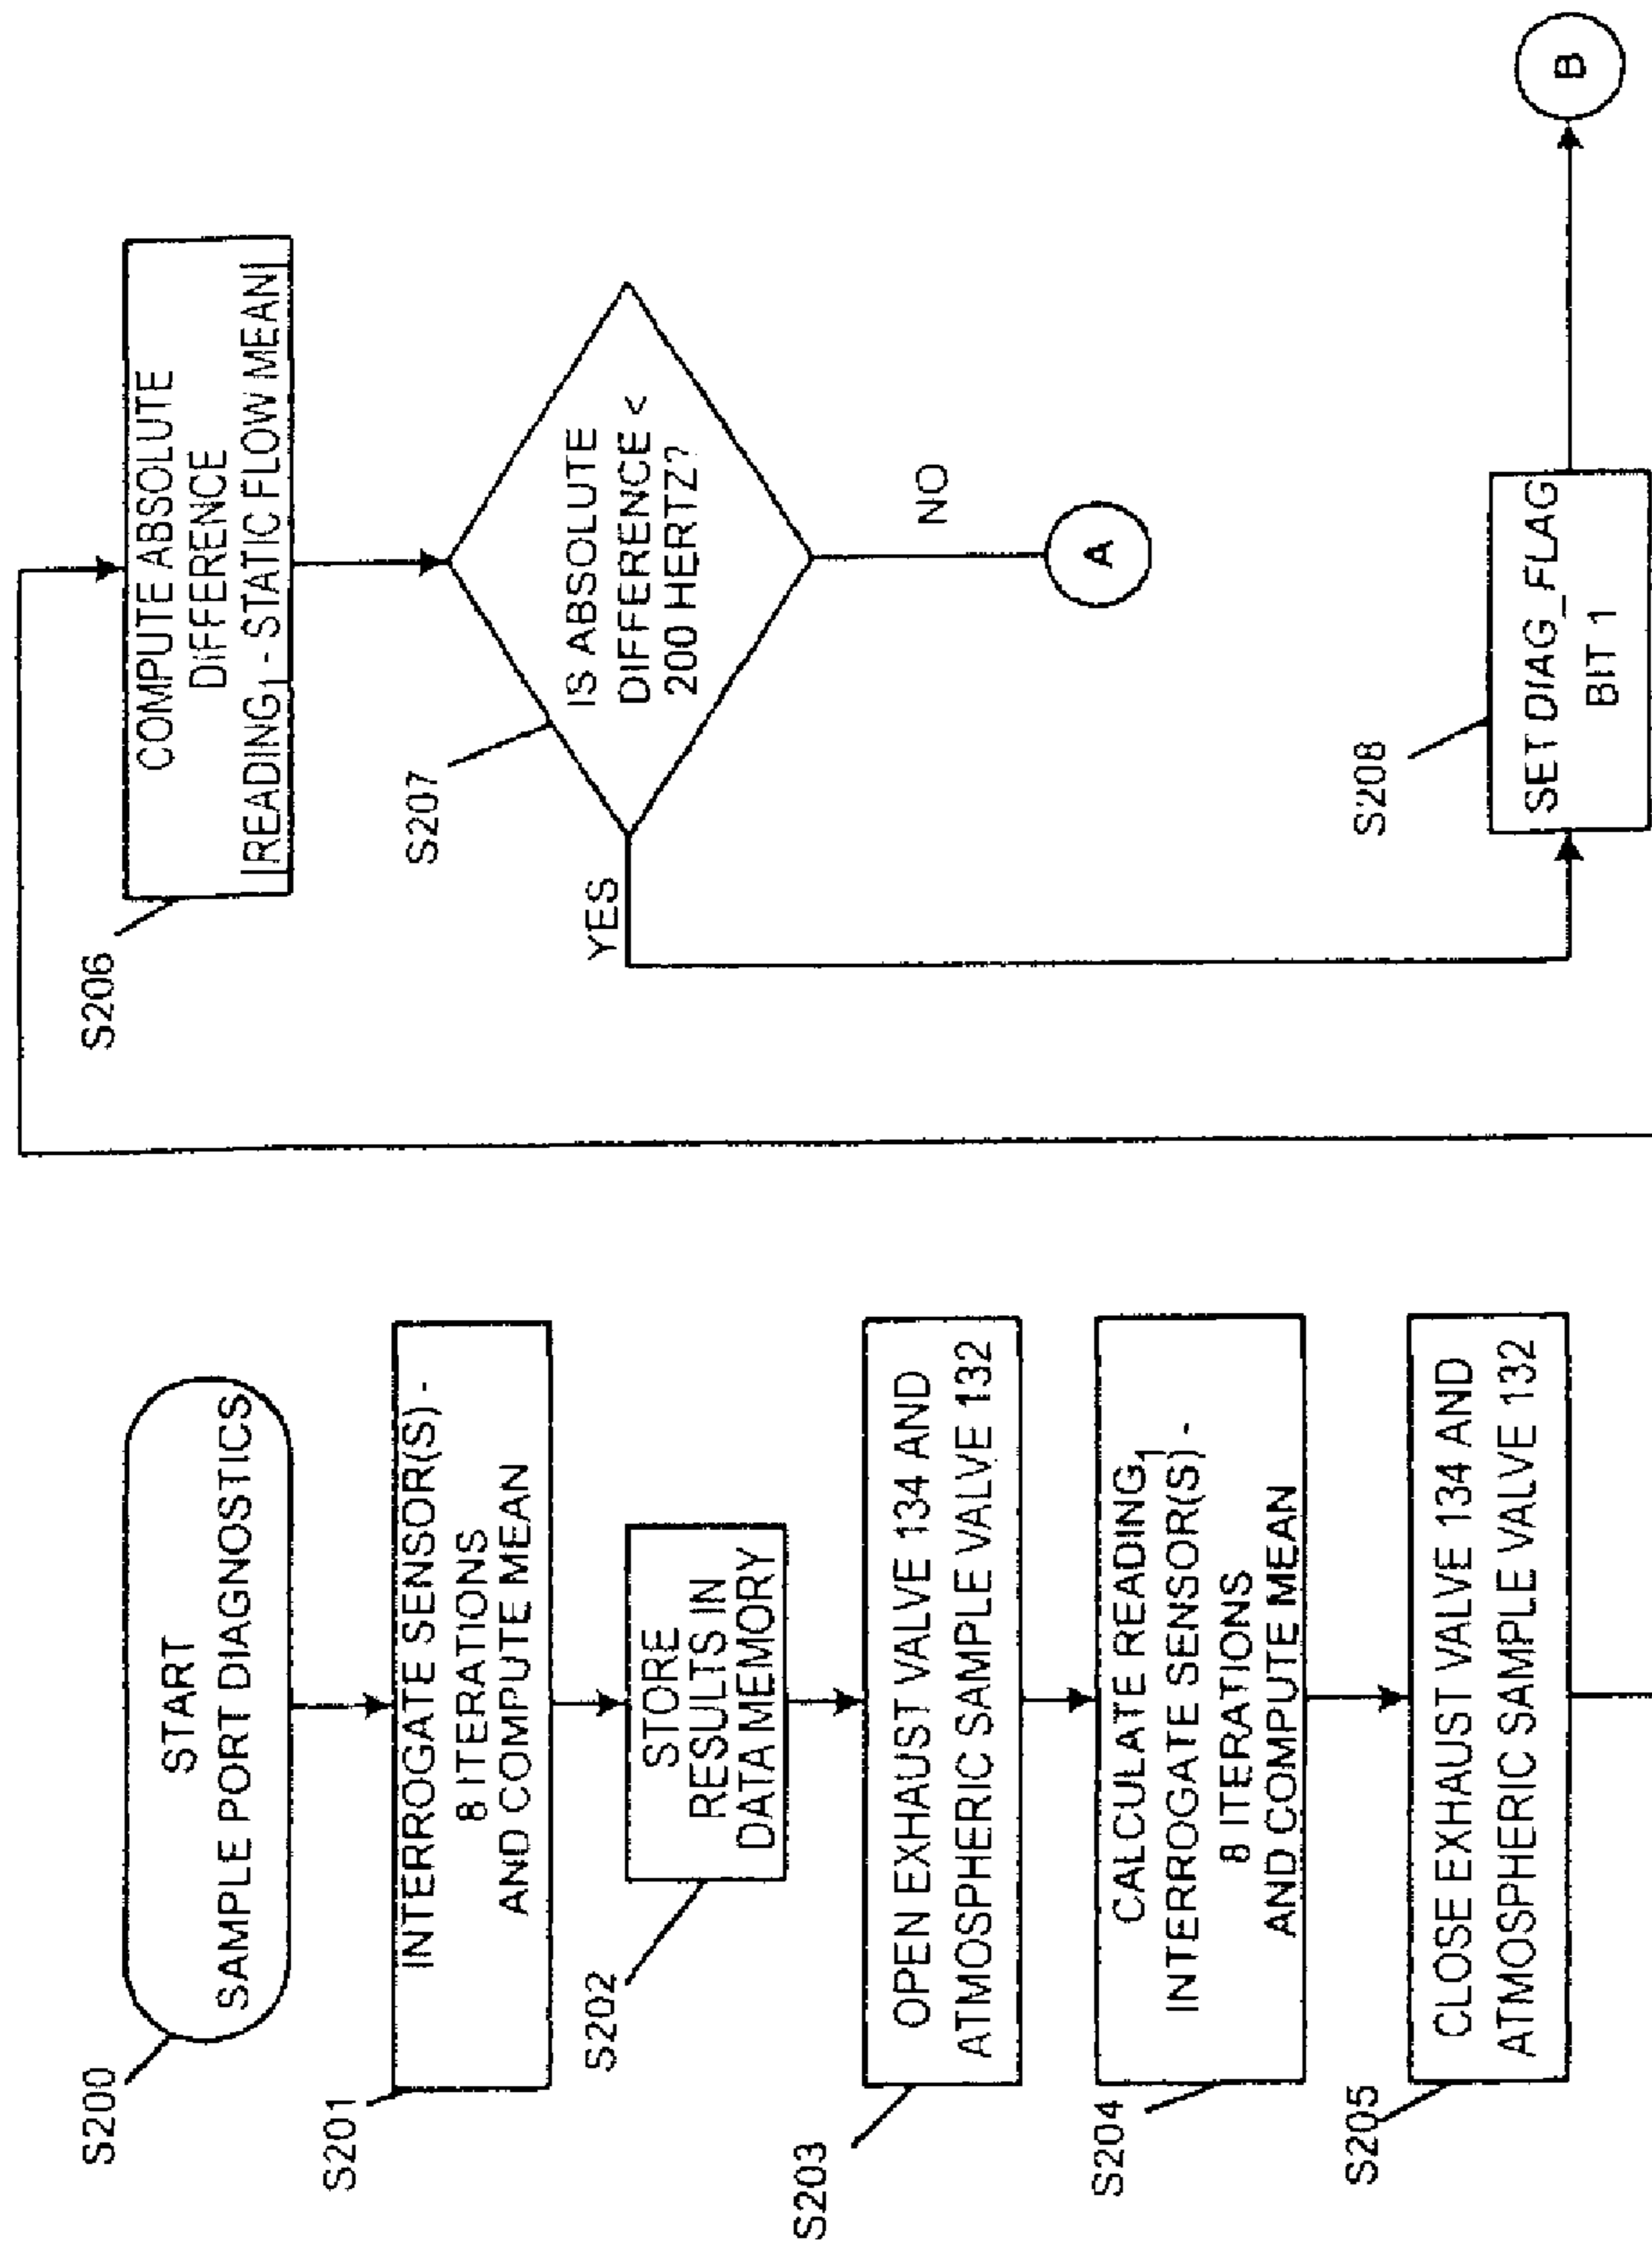 S200
START
SAMPLE PORT DIAGNOSTICS
S201
INTERROGATE SENSOR(S) -
8 ITERATIONS
AND COMPUTE MEAN
S202
STORE
RESULTS IN
DATA MEMORY
S203
OPEN EXHAUST VALVE 134 AND
ATMOSPHERIC SAMPLE VALVE 132
S204
CALCULATE READING1
INTERROGATE SENSOR(S) -
8 ITERATIONS
AND COMPUTE MEAN
S205
CLOSE EXHAUST VALVE 134 AND
ATMOSPHERIC SAMPLE VALVE 132
S206
COMPUTE ABSOLUTE
DIFFERENCE
|READING1 - STATIC FLOW MEAN|
S207
IS ABSOLUTE
DIFFERENCE <
200 HERTZ?
YES
NO
A
S208
SET DIAG_FLAG
BIT 1
B